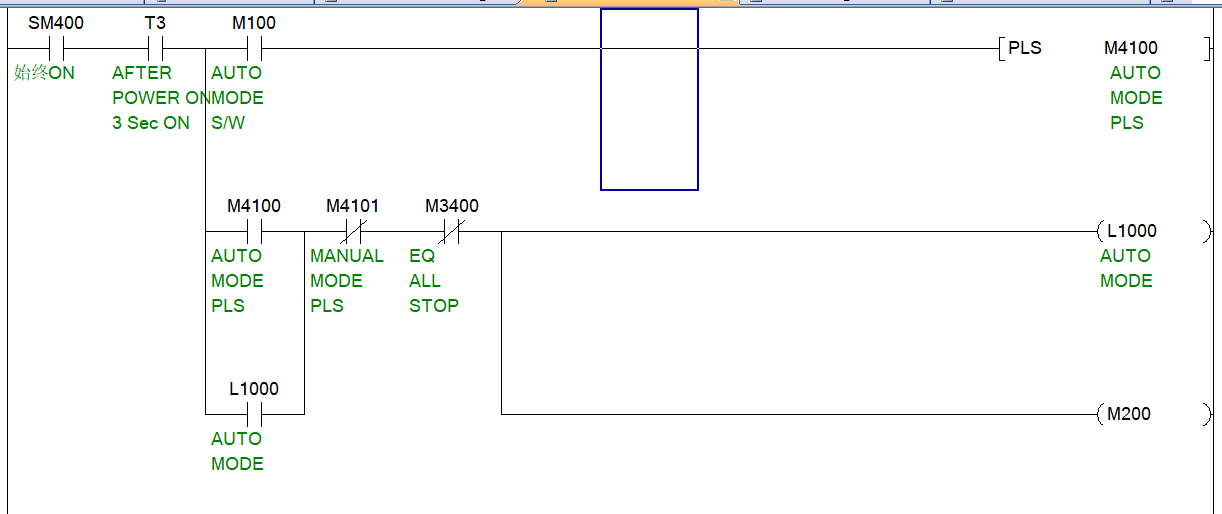 SM400 T3 M100
PLS M4100
始终ON AFTER AUTO AUTO
POWER ON MODE MODE
3 Sec ON S/W PLS
M4100 M4101 M3400
L1000
AUTO MANUAL EQ AUTO
MODE MODE ALL MODE
PLS PLS STOP
L1000
M200
AUTO
MODE